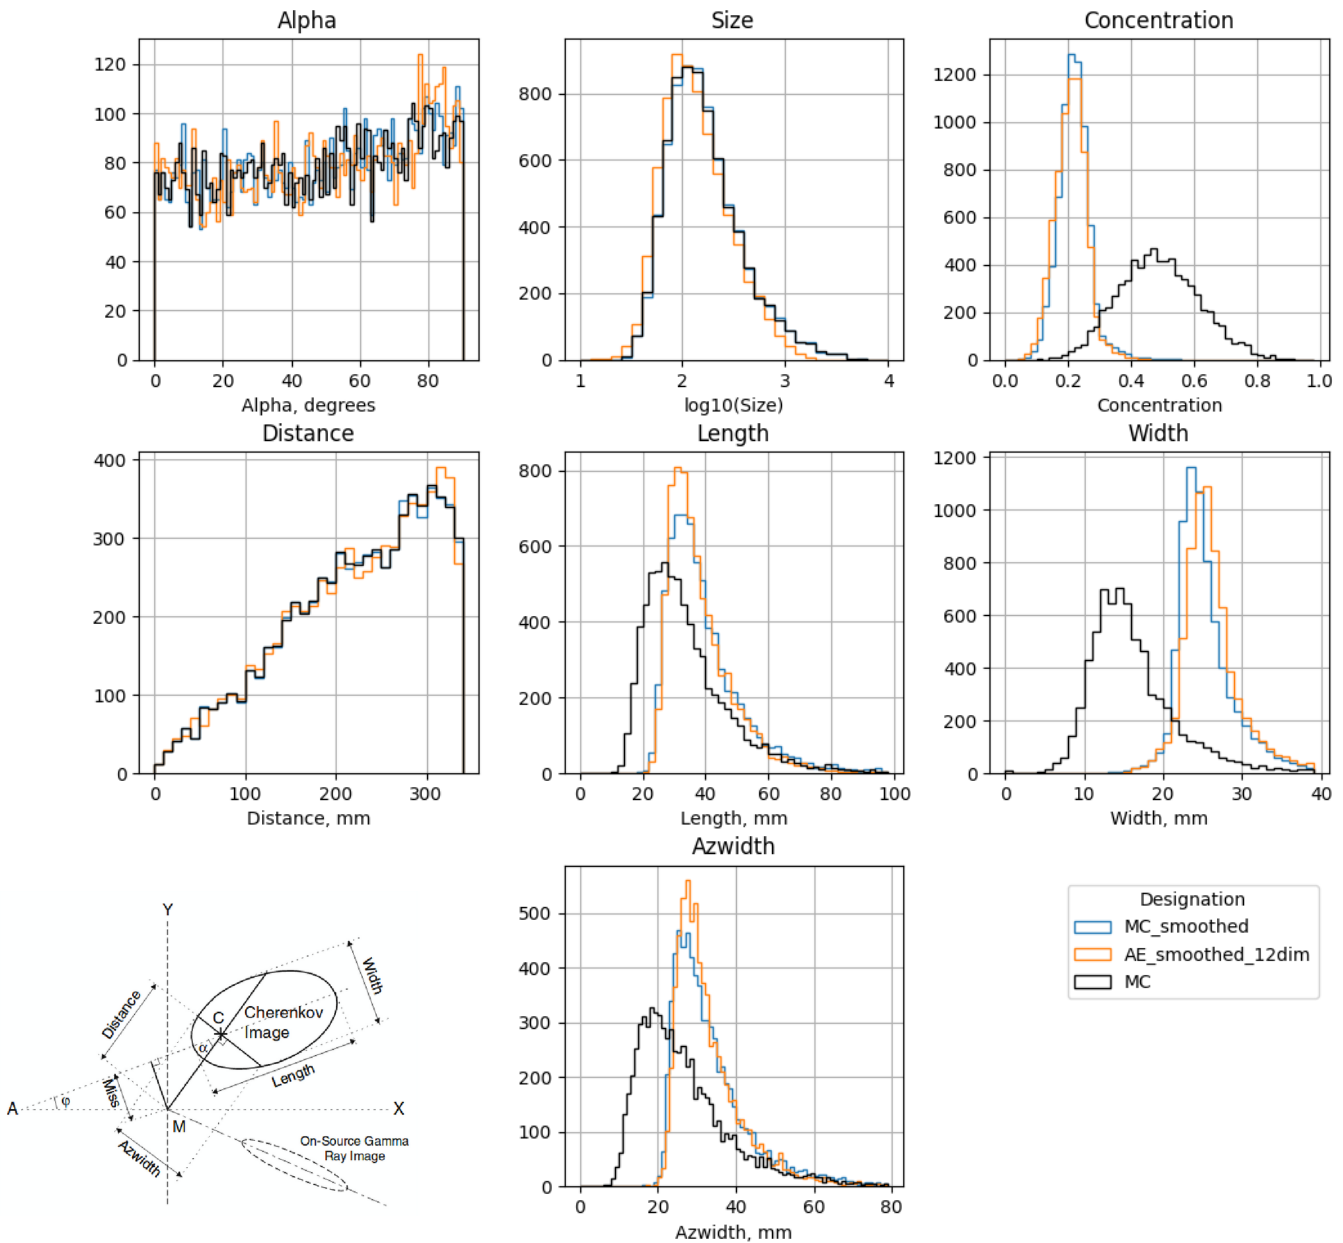 Alpha
Size
Concentration
120
100
80
60
40
20
0
0 20 40 60 80
Alpha, degrees
800
600
400
200
0
1 2 3 4
log10(Size)
1200
1000
800
600
400
200
0
0.0 0.2 0.4 0.6 0.8 1.0
Concentration
Distance
Length
Width
400
300
200
100
0
0 100 200 300
Distance, mm
800
600
400
200
0
0 20 40 60 80 100
Length, mm
1200
1000
800
600
400
200
0
0 10 20 30 40
Width, mm
Azwidth
Y
Width
Distance
C
Cherenkov
Image
α
Length
Miss
A
φ
X
M
Azwidth
On-Source Gamma
Ray Image
500
400
300
200
100
0
0 20 40 60 80
Azwidth, mm
Designation
MC_smoothed
AE_smoothed_12dim
MC